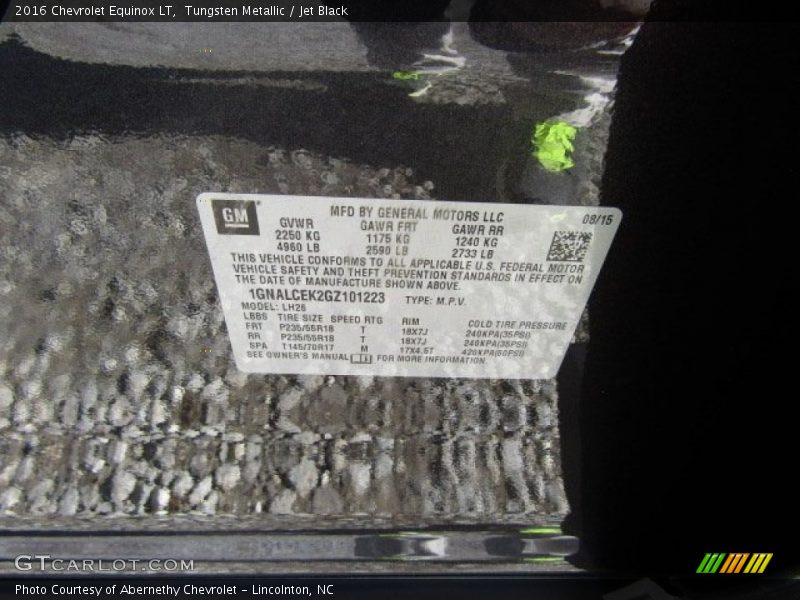 2016 Chevrolet Equinox LT,  Tungsten Metallic / Jet Black
GM
MFD BY GENERAL MOTORS LLC
08/15
GVWR GAWR FRT GAWR RR
2250 KG 1175 KG 1240 KG
4960 LB 2590 LB 2733 LB
THIS VEHICLE CONFORMS TO ALL APPLICABLE U.S. FEDERAL MOTOR
VEHICLE SAFETY AND THEFT PREVENTION STANDARDS IN EFFECT ON
THE DATE OF MANUFACTURE SHOWN ABOVE.
1GNALCEK2GZ101223 TYPE: M.P.V.
MODEL: LH26
LBBS TIRE SIZE SPEED RTG RIM COLD TIRE PRESSURE
FRT P235/55R18 T 18X7J 240KPA(35PSI)
RR P235/55R18 T 18X7J 240KPA(35PSI)
SPA T145/70R17 M 17X4.5T 420KPA(60PSI)
SEE OWNER'S MANUAL FOR MORE INFORMATION.
GTCARLOT.COM
Photo Courtesy of Abernethy Chevrolet - Lincolnton, NC